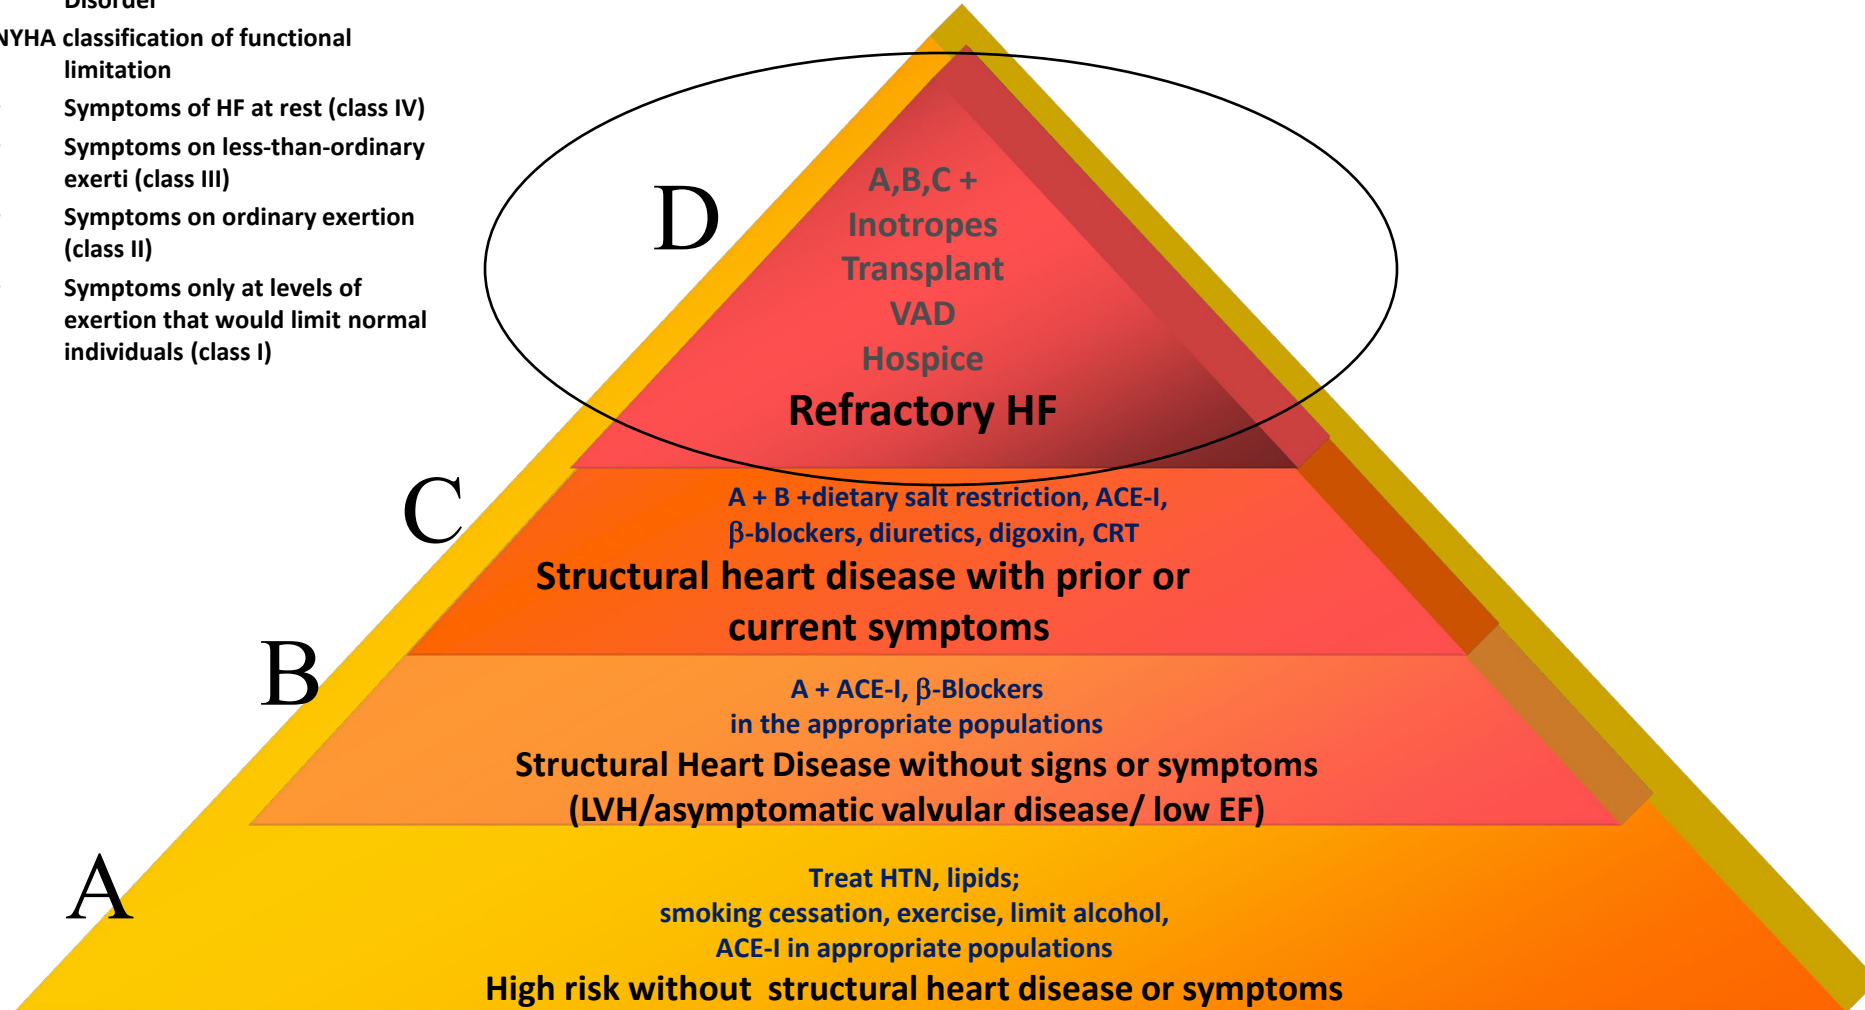 Disorder
NYHA classification of functional
limitation
Symptoms of HF at rest (class IV)
Symptoms on less-than-ordinary
exerti (class III)
Symptoms on ordinary exertion
(class II)
Symptoms only at levels of
exertion that would limit normal
individuals (class I)
D
A,B,C +
Inotropes
Transplant
VAD
Hospice
Refractory HF
C
A + B +dietary salt restriction, ACE-I,
β-blockers, diuretics, digoxin, CRT
Structural heart disease with prior or
current symptoms
B
A + ACE-I, β-Blockers
in the appropriate populations
Structural Heart Disease without signs or symptoms
(LVH/asymptomatic valvular disease/ low EF)
A
Treat HTN, lipids;
smoking cessation, exercise, limit alcohol,
ACE-I in appropriate populations
High risk without structural heart disease or symptoms